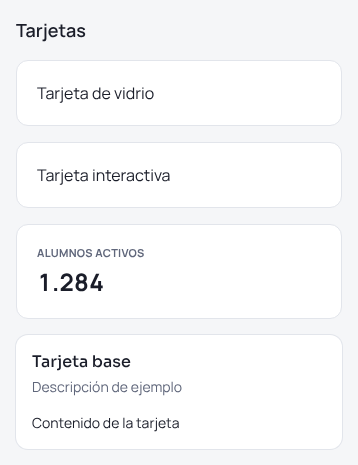 Tarjetas
Tarjeta de vidrio
Tarjeta interactiva
ALUMNOS ACTIVOS
1.284
Tarjeta base
Descripción de ejemplo
Contenido de la tarjeta